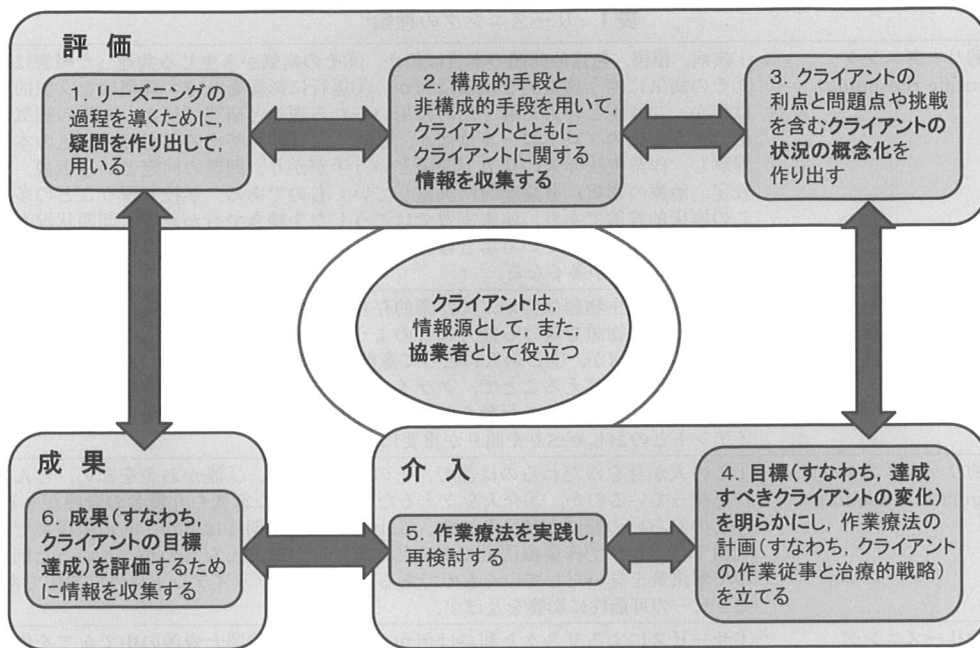 評 価
1. リーズニングの
過程を導くために,
疑問を作り出して,
用いる
2. 構成的手段と
非構成的手段を用いて,
クライアントとともに
クライアントに関する
情報を収集する
3. クライアントの
利点と問題点や挑戦
を含むクライアントの
状況の概念化を
作り出す
クライアントは,
情報源として, また,
協業者として役立つ
成 果
6. 成果(すなわち,
クライアントの目標
達成)を評価するため
に情報を収集する
介 入
5. 作業療法を実践し,
再検討する
4. 目標(すなわち, 達成
すべきクライアントの変化)
を明らかにし, 作業療法の
計画(すなわち, クライアント
の作業従事と治療的戦略)
を立てる